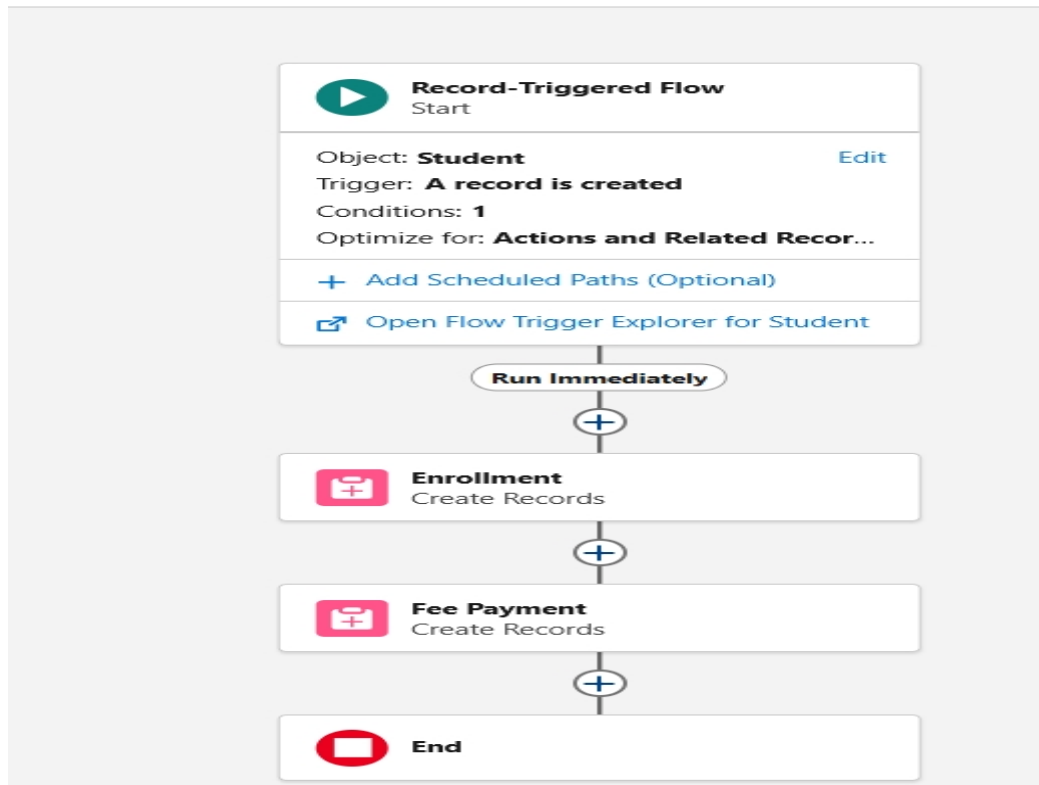 Record-Triggered Flow
Start
Object: Student Edit
Trigger: A record is created
Conditions: 1
Optimize for: Actions and Related Recor...
Add Scheduled Paths (Optional)
Open Flow Trigger Explorer for Student
Run Immediately
Enrollment
Create Records
Fee Payment
Create Records
End